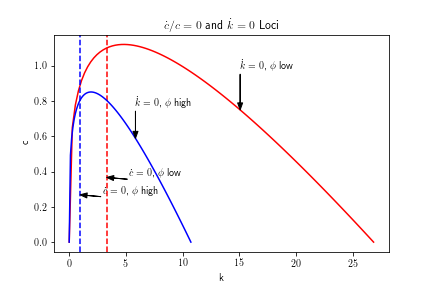 ċ/c = 0 and k̇ = 0 Loci
k̇ = 0, ϕ low
k̇ = 0, ϕ high
ċ = 0, ϕ low
ċ = 0, ϕ high
c
1.0
0.8
0.6
0.4
0.2
0.0
0
5
10
15
20
25
k